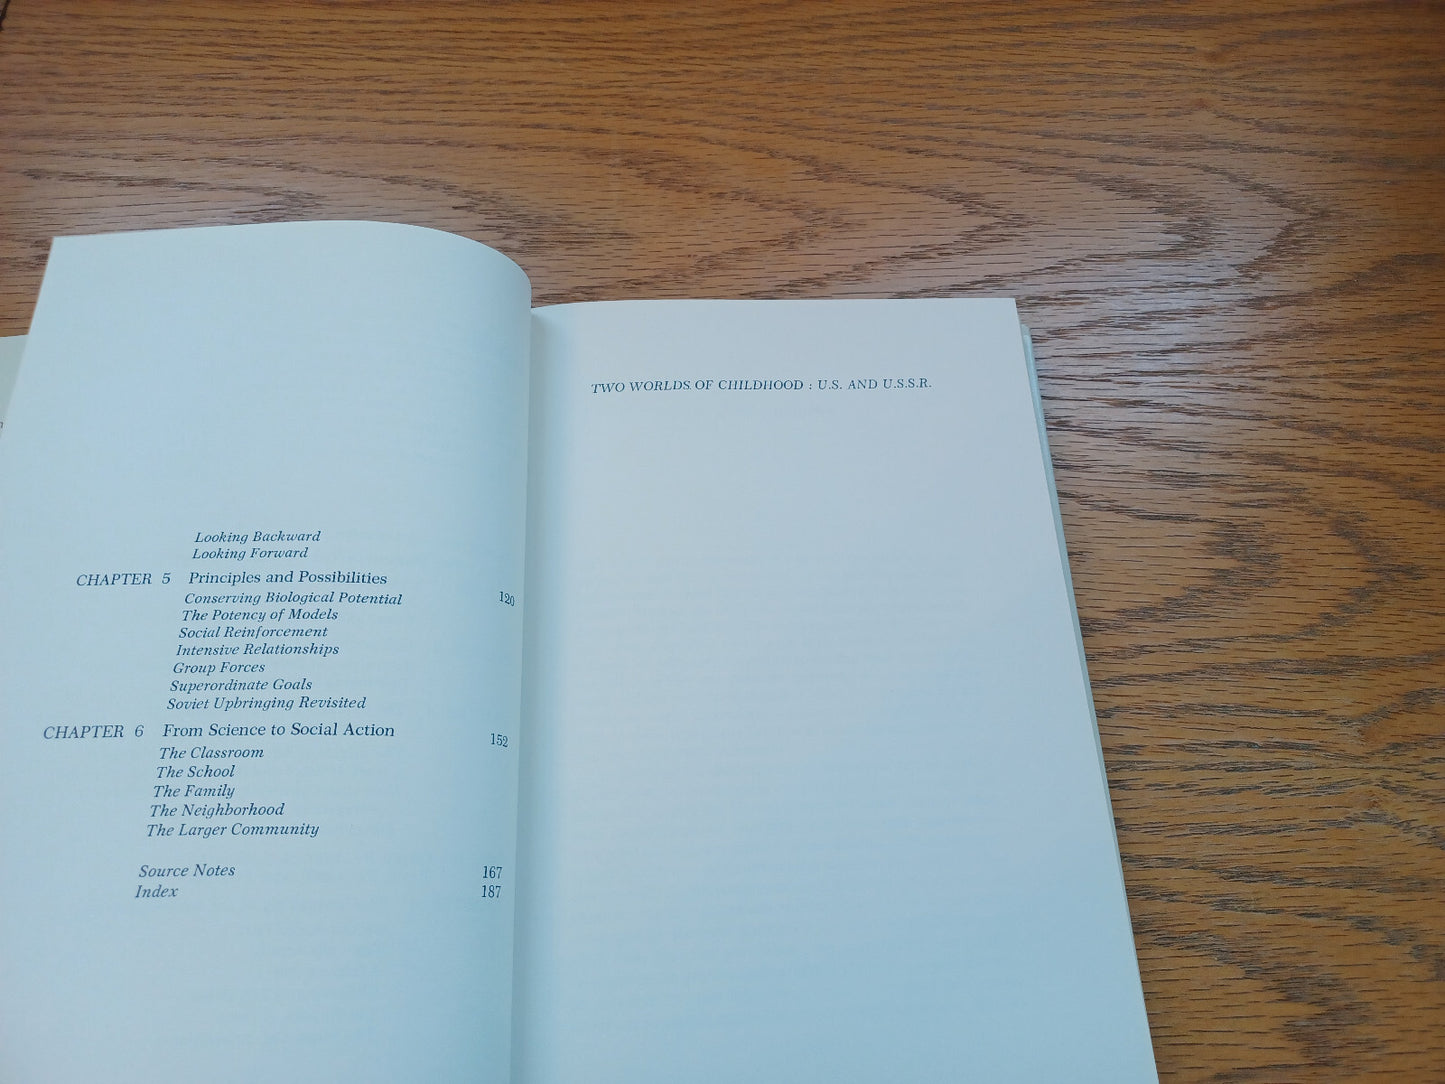 Looking Backward
Looking Forward
CHAPTER 5 Principles and Possibilities 120
Conserving Biological Potential
The Potency of Models
Social Reinforcement
Intensive Relationships
Group Forces
Superordinate Goals
Soviet Upbringing Revisited
CHAPTER 6 From Science to Social Action 152
The Classroom
The School
The Family
The Neighborhood
The Larger Community
Source Notes 167
Index 187
TWO WORLDS OF CHILDHOOD : U.S. AND U.S.S.R.